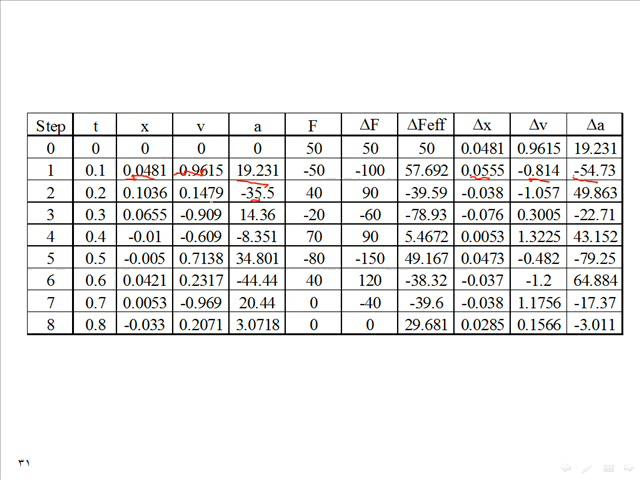 Step t x v a F ΔF ΔFeff Δx Δv Δa
0 0 0 0 0 50 50 50 0.0481 0.9615 19.231
1 0.1 0.0481 0.9615 19.231 -50 -100 57.692 0.0555 -0.814 -54.73
2 0.2 0.1036 0.1479 -35.5 40 90 -39.59 -0.038 -1.057 49.863
3 0.3 0.0655 -0.909 14.36 -20 -60 -78.93 -0.076 0.3005 -22.71
4 0.4 -0.01 -0.609 -8.351 70 90 5.4672 0.0053 1.3225 43.152
5 0.5 -0.005 0.7138 34.801 -80 -150 49.167 0.0473 -0.482 -79.25
6 0.6 0.0421 0.2317 -44.44 40 120 -38.32 -0.037 -1.2 64.884
7 0.7 0.0053 -0.969 20.44 0 -40 -39.6 -0.038 1.1756 -17.37
8 0.8 -0.033 0.2071 3.0718 0 0 29.681 0.0285 0.1566 -3.011
٣١